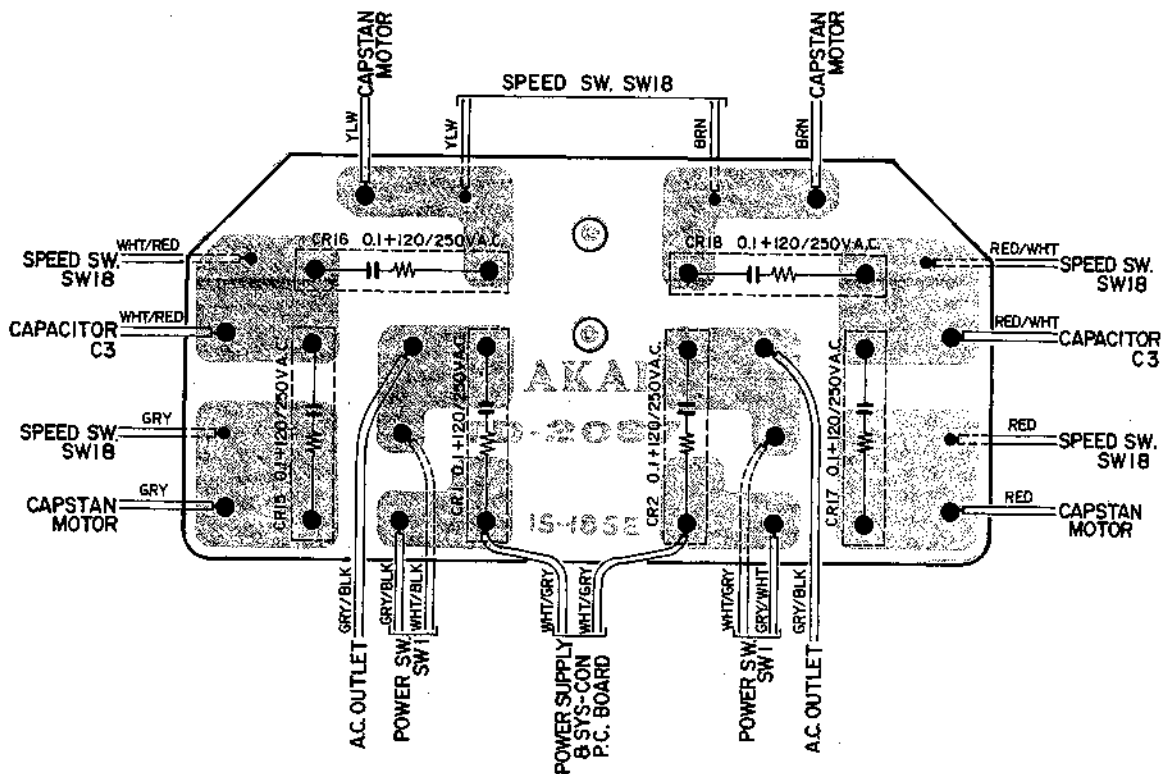 CAPSTAN
MOTOR
SPEED SW. SW18
CAPSTAN
MOTOR
YLW
YLW
BRN
BRN
CR16 0.1+120/250V A.C.
CR18 0.1+120/250V A.C.
WHT/RED
SPEED SW.
SW18
RED/WHT
SPEED SW.
SW18
WHT/RED
CAPACITOR
C3
RED/WHT
CAPACITOR
C3
CR15 0.1+120/250V A.C.
CR1 0.1+120/250V A.C.
AKAI
CR2 0.1+120/250V A.C.
CR17 0.1+120/250V A.C.
GRY
SPEED SW.
SW18
RED
SPEED SW.
SW18
GRY
CAPSTAN
MOTOR
RED
CAPSTAN
MOTOR
GRY/BLK
GRY/BLK
WHT/BLK
WHT/GRY
WHT/GRY
WHT/GRY
GRY/WHT
GRY/BLK
A.C. OUTLET
POWER SW.
SW1
POWER SUPPLY
& SYS-CON
P.C. BOARD
POWER SW.
SW1
A.C. OUTLET